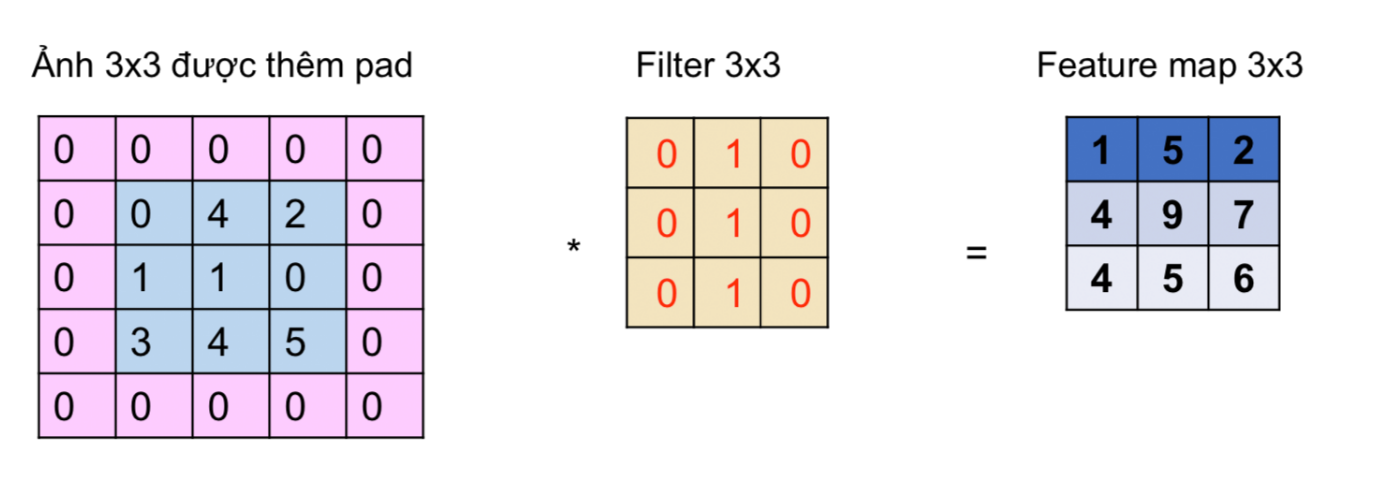 Ảnh 3x3 được thêm pad
0 0 0 0 0
0 0 4 2 0
0 1 1 0 0
0 3 4 5 0
0 0 0 0 0
*
Filter 3x3
0 1 0
0 1 0
0 1 0
=
Feature map 3x3
1 5 2
4 9 7
4 5 6